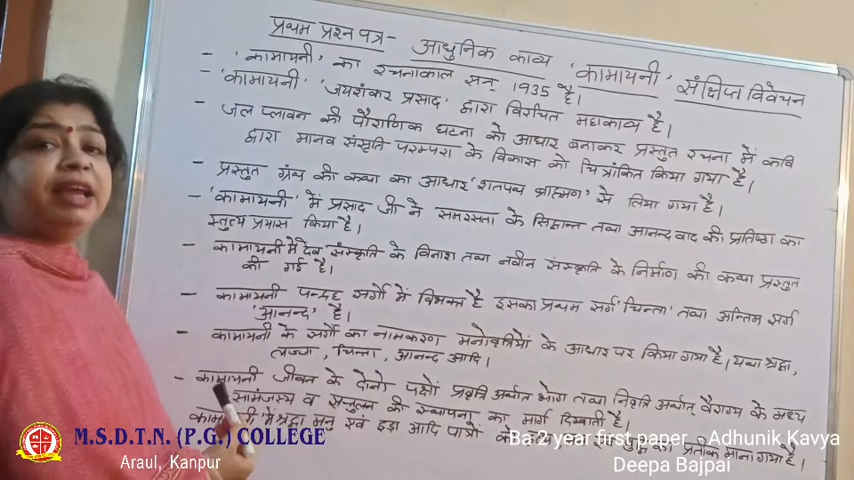 प्रथम प्रश्न पत्र - आधुनिक काव्य 'कामायनी' संक्षिप्त विवेचन
- 'कामायनी' का रचनाकाल सन् 1935 है।
- 'कामायनी' 'जयशंकर प्रसाद' द्वारा विरचित महाकाव्य है।
- जल प्लावन की पौराणिक घटना को आधार बनाकर प्रस्तुत रचना में कवि
द्वारा मानव संस्कृति परम्परा के विकास को चित्रांकित किया गया है।
- प्रस्तुत ग्रंथ की कथा का आधार 'शतपथ ब्राह्मण' से लिया गया है।
- 'कामायनी' में प्रसाद जी ने समरसता के सिद्धान्त तथा आनन्दवाद की प्रतिष्ठा का
स्तुत्य प्रयास किया है।
- कामायनी में देव संस्कृति के विनाश तथा नवीन संस्कृति के निर्माण की कथा प्रस्तुत
की गई है।
- कामायनी पन्द्रह सर्गों में विभक्त है इसका प्रथम सर्ग 'चिन्ता' तथा अन्तिम सर्ग
'आनन्द' है।
- कामायनी के सर्गों का नामकरण मनोवृत्तियों के आधार पर किया गया है। यथा श्रद्धा,
लज्जा, चिन्ता, आनन्द आदि।
- कामायनी जीवन के दोनो पक्षों प्रवृत्ति अर्थात भोग तथा निवृत्ति अर्थात् वैराग्य के मध्य
सामंजस्य व सन्तुलन की स्थापना का मार्ग दिखाती है।
में श्रद्धा मनु एवं इड़ा आदि पात्रों का प्रतीक माना गया है।
M.S.D.T.N. (P.G.) COLLEGE
Araul, Kanpur
Ba 2 year first paper , Adhunik Kavya
Deepa Bajpai